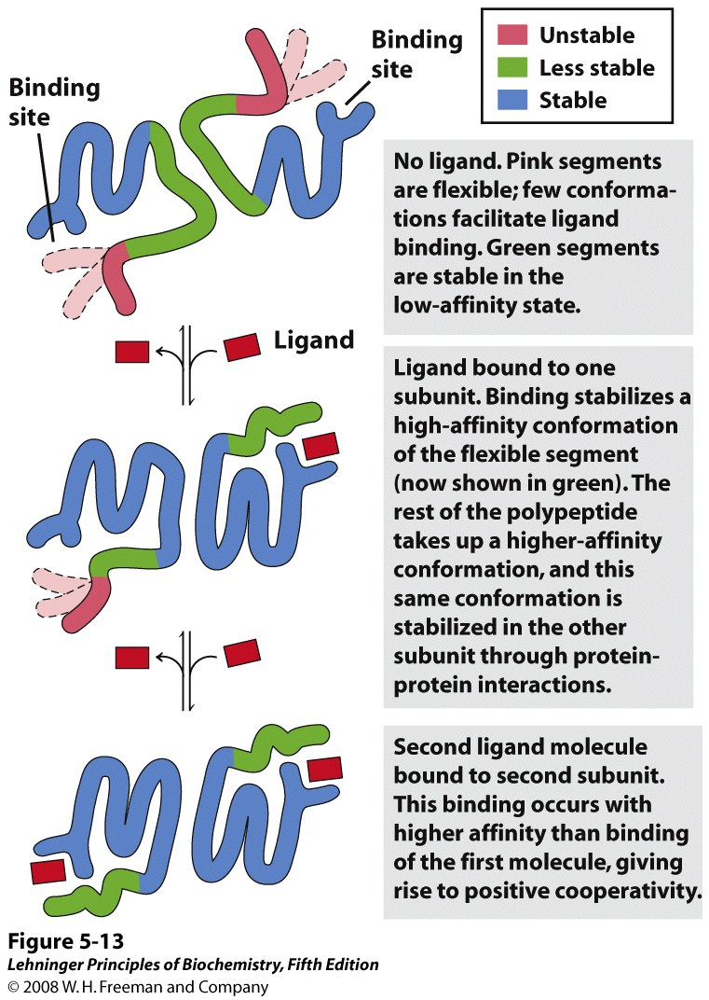 Binding
site
Binding
site
Unstable
Less stable
Stable
No ligand. Pink segments
are flexible; few conforma-
tions facilitate ligand
binding. Green segments
are stable in the
low-affinity state.
Ligand
Ligand bound to one
subunit. Binding stabilizes a
high-affinity conformation
of the flexible segment
(now shown in green). The
rest of the polypeptide
takes up a higher-affinity
conformation, and this
same conformation is
stabilized in the other
subunit through protein-
protein interactions.
Second ligand molecule
bound to second subunit.
This binding occurs with
higher affinity than binding
of the first molecule, giving
rise to positive cooperativity.
Figure 5-13
Lehninger Principles of Biochemistry, Fifth Edition
© 2008 W. H. Freeman and Company